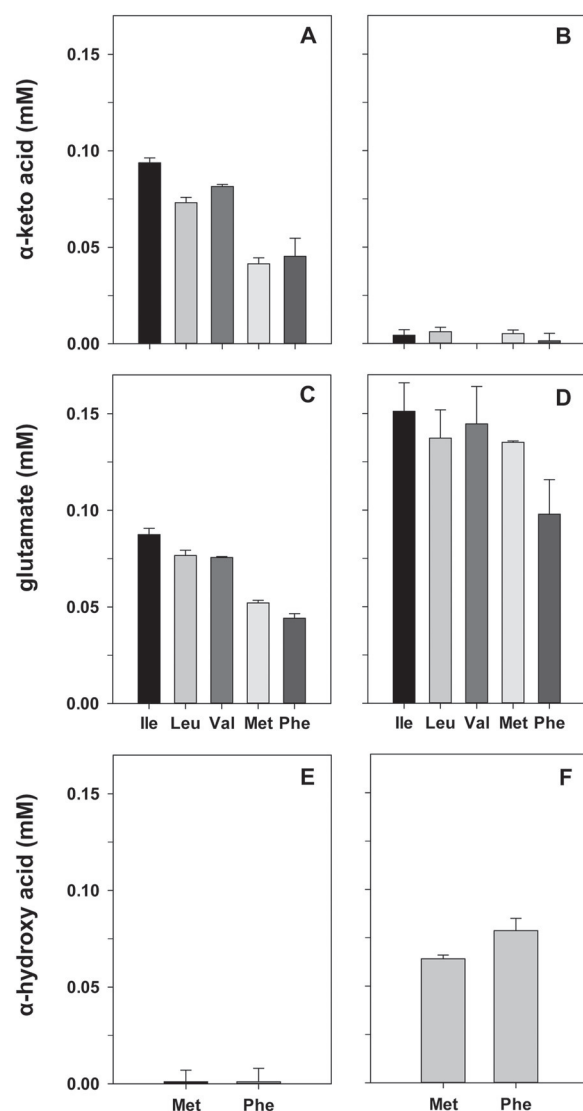 A B
α-keto acid (mM)
0.15
0.10
0.05
0.00
C D
glutamate (mM)
0.15
0.10
0.05
0.00
Ile Leu Val Met Phe Ile Leu Val Met Phe
E F
α-hydroxy acid (mM)
0.15
0.10
0.05
0.00
Met Phe Met Phe